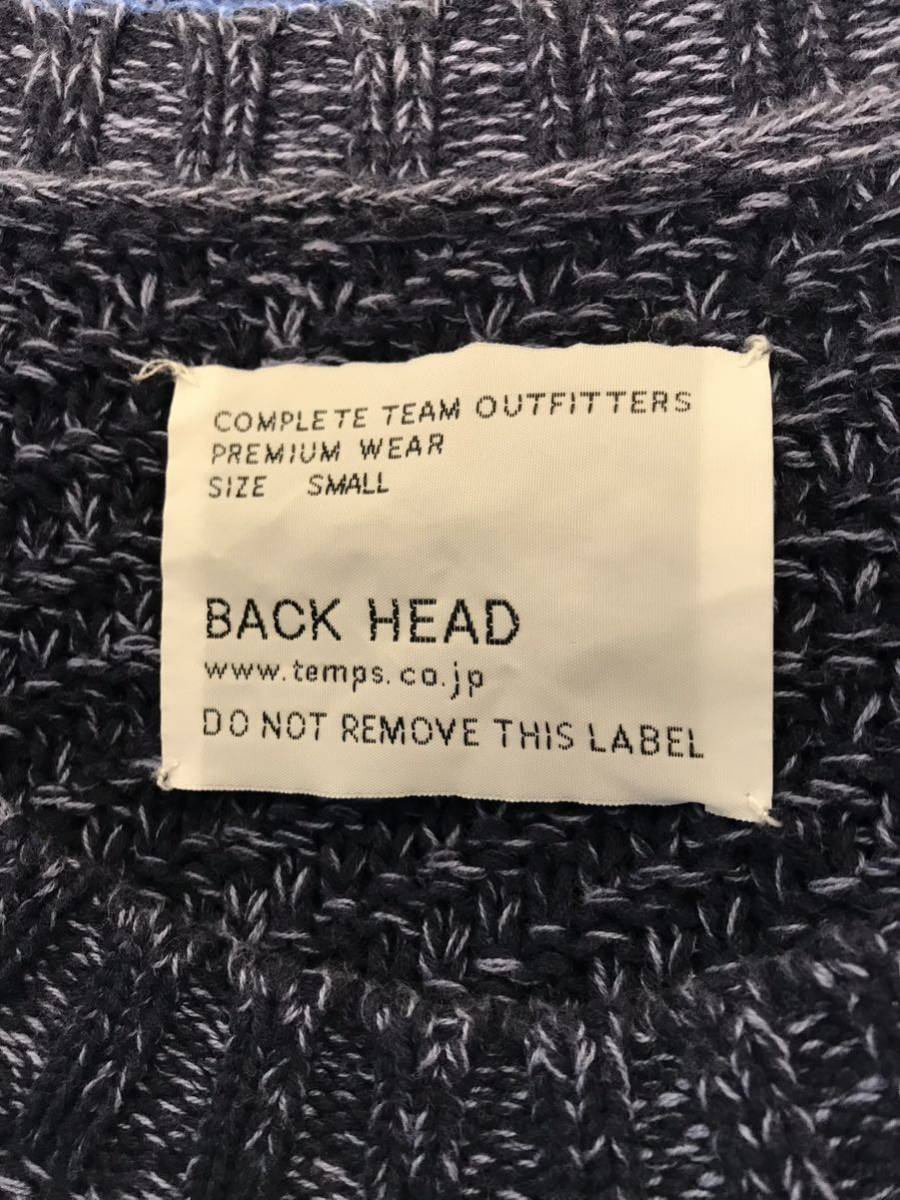 COMPLETE TEAM OUTFITTERS
PREMIUM WEAR
SIZE SMALL
BACK HEAD
www.temps.co.jp
DO NOT REMOVE THIS LABEL